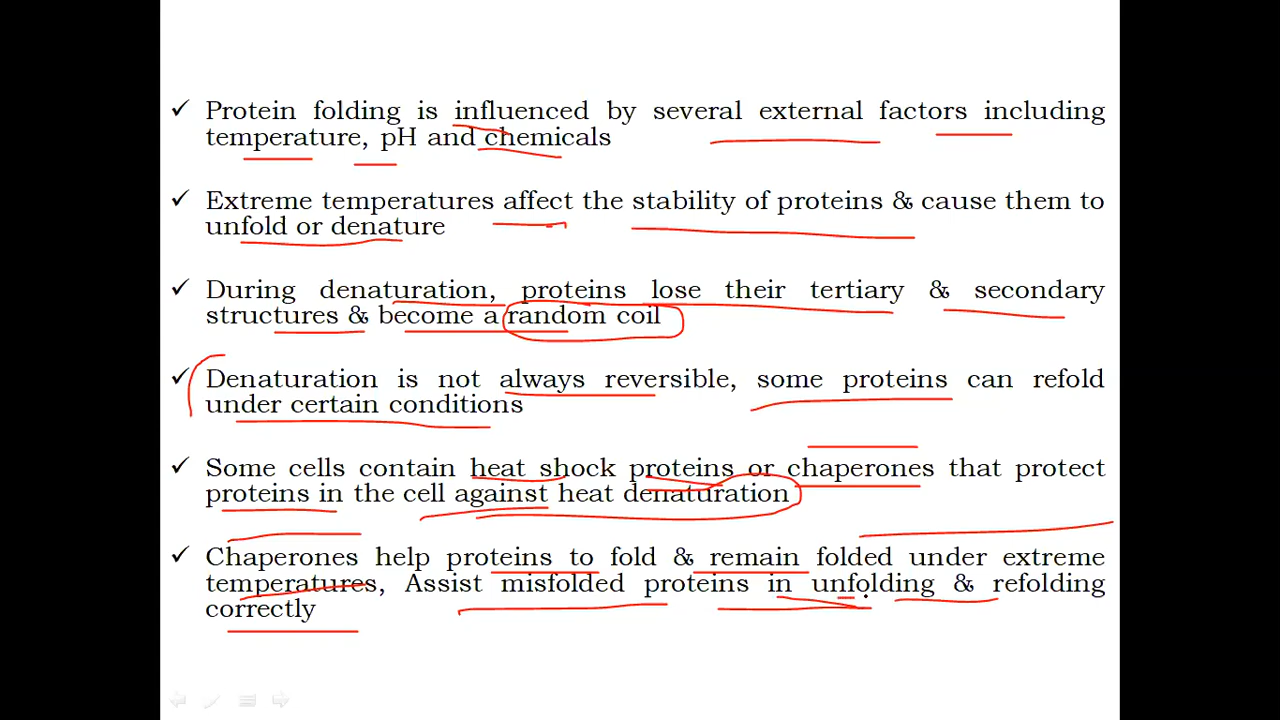 ✓ Protein folding is influenced by several external factors including
temperature, pH and chemicals
✓ Extreme temperatures affect the stability of proteins & cause them to
unfold or denature
✓ During denaturation, proteins lose their tertiary & secondary
structures & become a random coil
✓ Denaturation is not always reversible, some proteins can refold
under certain conditions
✓ Some cells contain heat shock proteins or chaperones that protect
proteins in the cell against heat denaturation
✓ Chaperones help proteins to fold & remain folded under extreme
temperatures, Assist misfolded proteins in unfolding & refolding
correctly